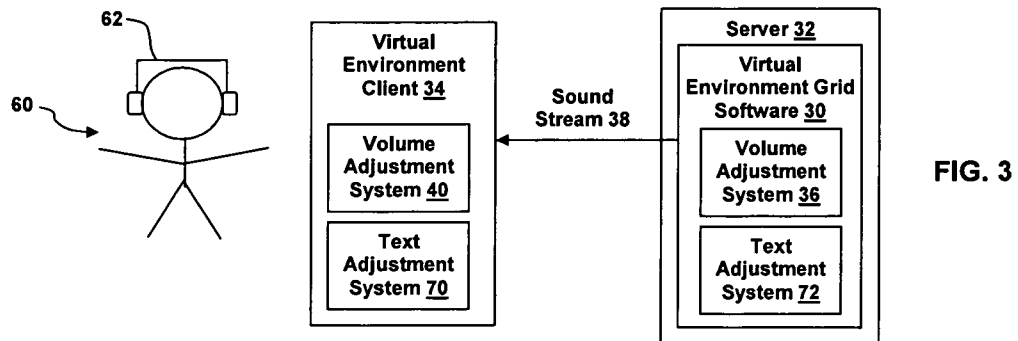 62
60
Virtual
Environment
Client 34
Volume
Adjustment
System 40
Text
Adjustment
System 70
Sound
Stream 38
Server 32
Virtual
Environment Grid
Software 30
Volume
Adjustment
System 36
Text
Adjustment
System 72
FIG. 3